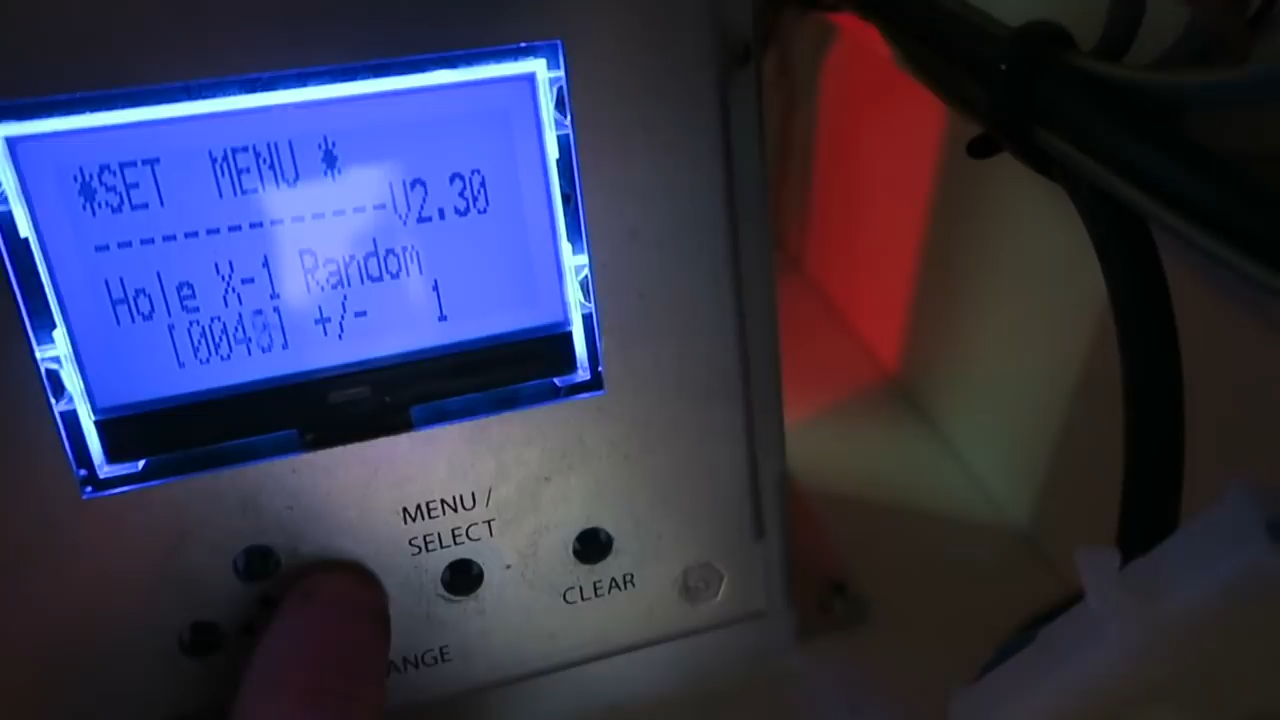 *SET MENU *
-------------V2.30
Hole X-1 Random
[0040] +/- 1
MENU /
SELECT
CLEAR
ANGE